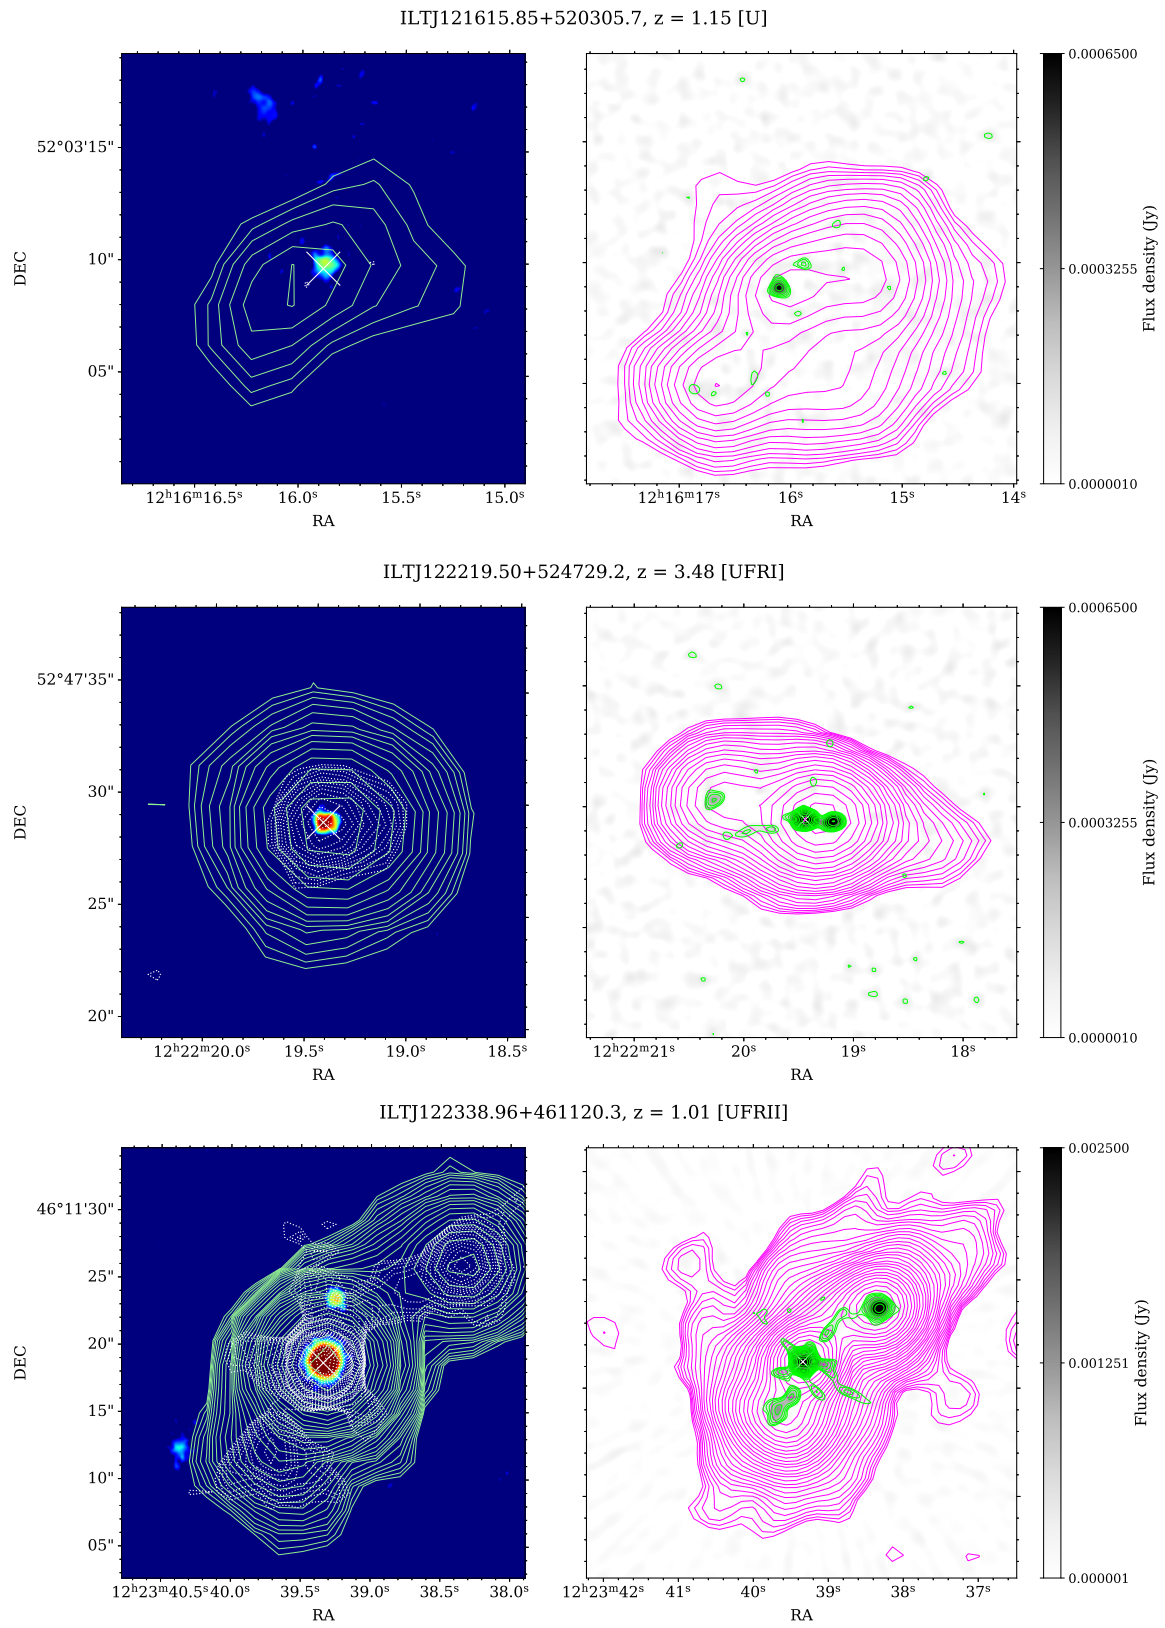 ILTJ121615.85+520305.7, z = 1.15 [U]
52°03'15"
10"
05"
DEC
12ʰ16ᵐ16.5ˢ 16.0ˢ 15.5ˢ 15.0ˢ
RA
12ʰ16ᵐ17ˢ 16ˢ 15ˢ 14ˢ
RA
0.0006500
0.0003255
0.0000010
Flux density (Jy)
ILTJ122219.50+524729.2, z = 3.48 [UFRI]
52°47'35"
30"
25"
20"
DEC
12ʰ22ᵐ20.0ˢ 19.5ˢ 19.0ˢ 18.5ˢ
RA
12ʰ22ᵐ21ˢ 20ˢ 19ˢ 18ˢ
RA
0.0006500
0.0003255
0.0000010
Flux density (Jy)
ILTJ122338.96+461120.3, z = 1.01 [UFRII]
46°11'30"
25"
20"
15"
10"
05"
DEC
12ʰ23ᵐ40.5ˢ 40.0ˢ 39.5ˢ 39.0ˢ 38.5ˢ 38.0ˢ
RA
12ʰ23ᵐ42ˢ 41ˢ 40ˢ 39ˢ 38ˢ 37ˢ
RA
0.002500
0.001251
0.000001
Flux density (Jy)